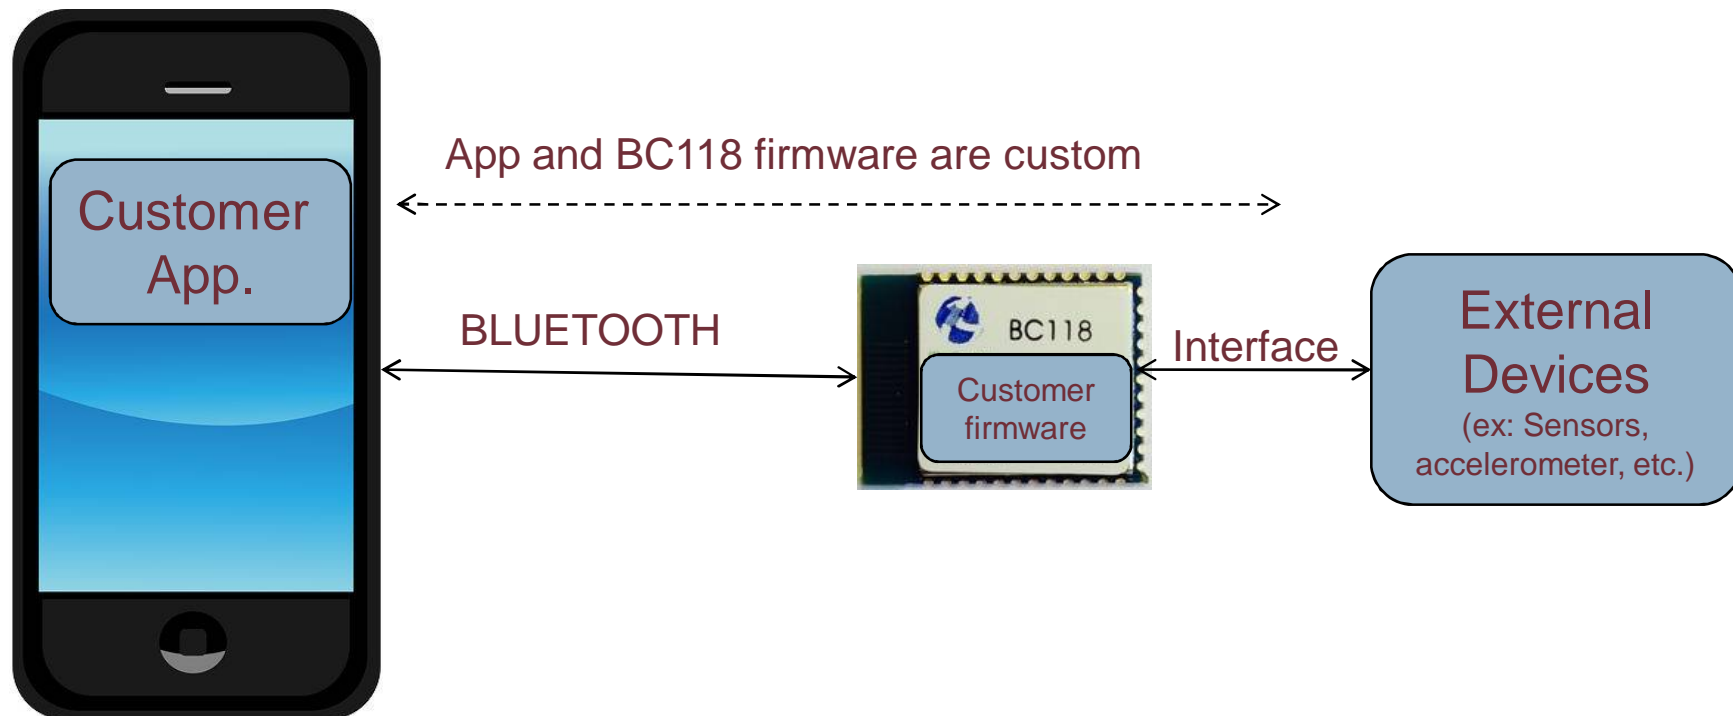 App and BC118 firmware are custom
Customer
App.
BLUETOOTH
BC118
Customer
firmware
Interface
External
Devices
(ex: Sensors,
accelerometer, etc.)